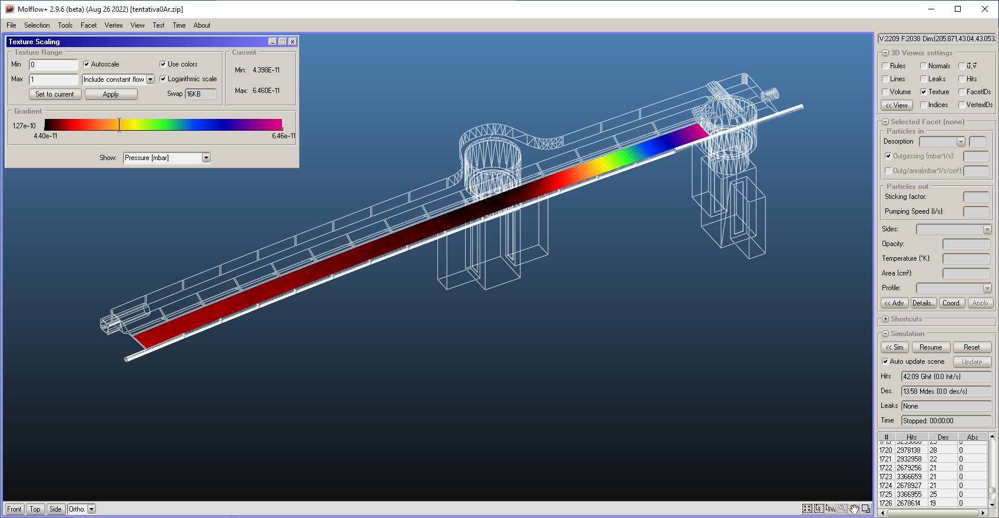 Molflow+ 2.9.6 (beta) (Aug 26 2022) [tentativa0Ar.zip]
File Selection Tools Facet Vertex View Test Time About
Texture Scaling
Texture Range
Min 0 Autoscale Use colors
Max 1 Include constant flow Logarithmic scale
Set to current Apply Swap 16KB
Current
Min: 4.398E-11
Max: 6.460E-11
Gradient
1.27e-10
4.40e-11 6.46e-11
Show: Pressure [mbar]
V:2209 F:2038 Dim:(205.871,43.04,43.053
3D Viewer settings
Rules Normals u,v
Lines Leaks Hits
Volume Texture FacetIDs
<< View Indices VertexIDs
Selected Facet (none)
Particles in
Desorption
Outgassing (mbar*l/s):
Outg/area(mbar*l/s/cm²):
Particles out
Sticking factor:
Pumping Speed (l/s):
Sides:
Opacity:
Temperature (°K):
Area (cm²):
Profile:
<< Adv Details... Coord. Apply
Shortcuts
Simulation
<< Sim Resume Reset
Auto update scene Update
Hits 42.09 Ghit (0.0 hit/s)
Des. 13.58 Mdes (0.0 des/s)
Leaks None
Time Stopped: 00:00:00
# Hits Des Abs
1720 2978138 28 0
1721 2932958 22 0
1722 2679256 21 0
1723 3366659 21 0
1724 2678927 21 0
1725 3366955 25 0
1726 2678614 19 0
Front Top Side Ortho.